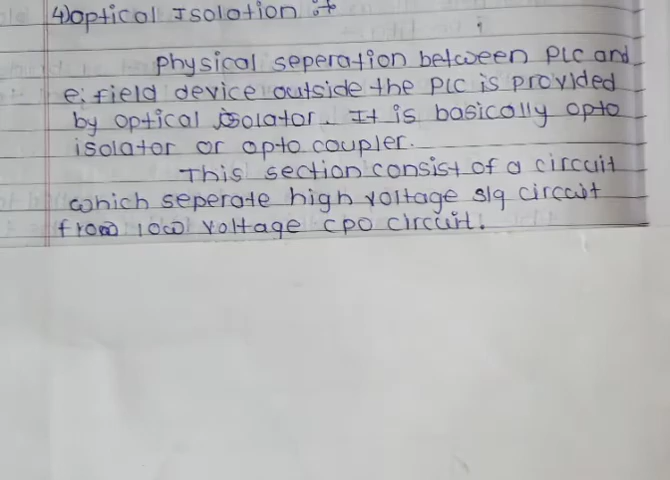 4) Optical Isolation :+
Physical seperation between PLC and
e: field device outside the PLC is provided
by optical isolator. It is basically opto
isolator or opto coupler.
This section consist of a circuit
which seperate high voltage sig circuit
from low voltage CPO circuit.